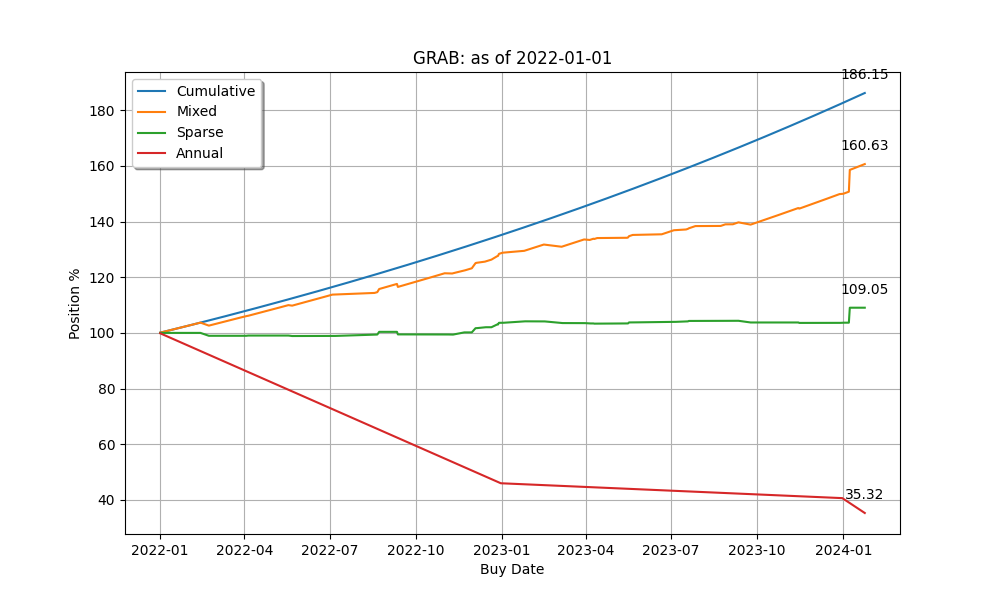 GRAB: as of 2022-01-01
Cumulative
Mixed
Sparse
Annual
186.15
160.63
109.05
35.32
Position %
180
160
140
120
100
80
60
40
2022-01 2022-04 2022-07 2022-10 2023-01 2023-04 2023-07 2023-10 2024-01
Buy Date